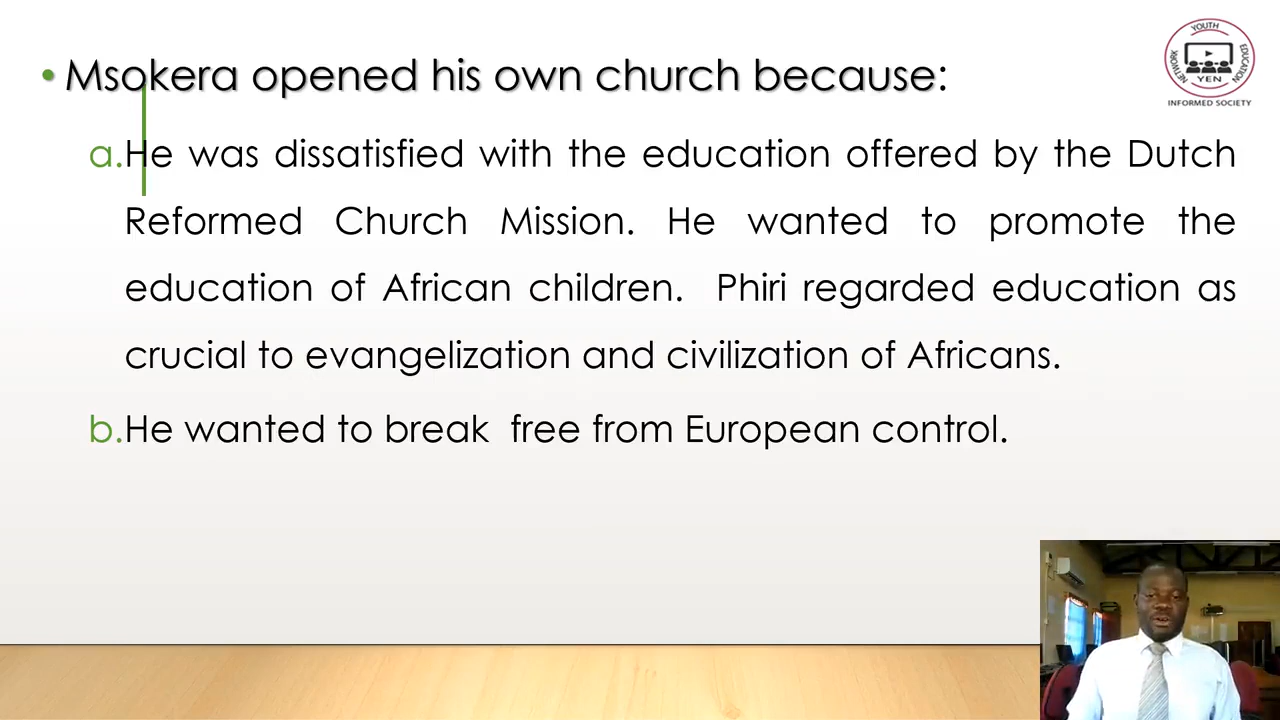 • Msokera opened his own church because:
a.He was dissatisfied with the education offered by the Dutch
Reformed Church Mission. He wanted to promote the
education of African children.  Phiri regarded education as
crucial to evangelization and civilization of Africans.
b.He wanted to break  free from European control.
YOUTH
EDUCATION
NETWORK
YEN
INFORMED SOCIETY